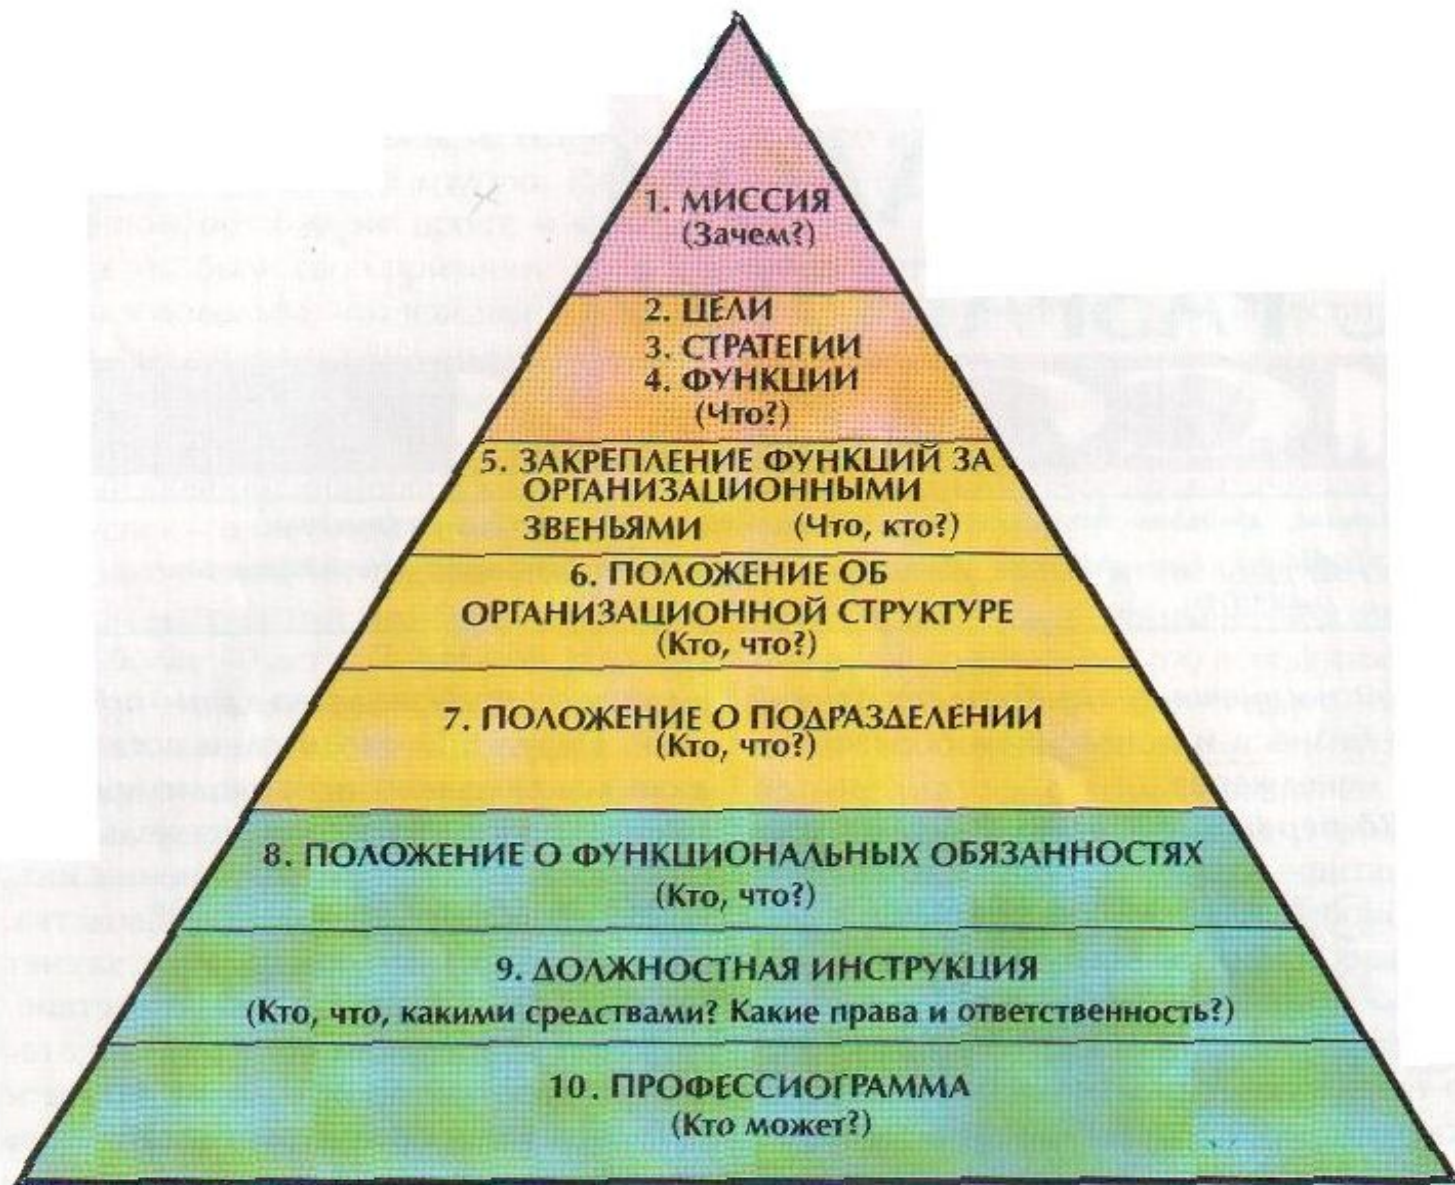 1. МИССИЯ
(Зачем?)
2. ЦЕЛИ
3. СТРАТЕГИИ
4. ФУНКЦИИ
(Что?)
5. ЗАКРЕПЛЕНИЕ ФУНКЦИЙ ЗА
ОРГАНИЗАЦИОННЫМИ
ЗВЕНЬЯМИ (Что, кто?)
6. ПОЛОЖЕНИЕ ОБ
ОРГАНИЗАЦИОННОЙ СТРУКТУРЕ
(Кто, что?)
7. ПОЛОЖЕНИЕ О ПОДРАЗДЕЛЕНИИ
(Кто, что?)
8. ПОЛОЖЕНИЕ О ФУНКЦИОНАЛЬНЫХ ОБЯЗАННОСТЯХ
(Кто, что?)
9. ДОЛЖНОСТНАЯ ИНСТРУКЦИЯ
(Кто, что, какими средствами? Какие права и ответственность?)
10. ПРОФЕССИОГРАММА
(Кто может?)